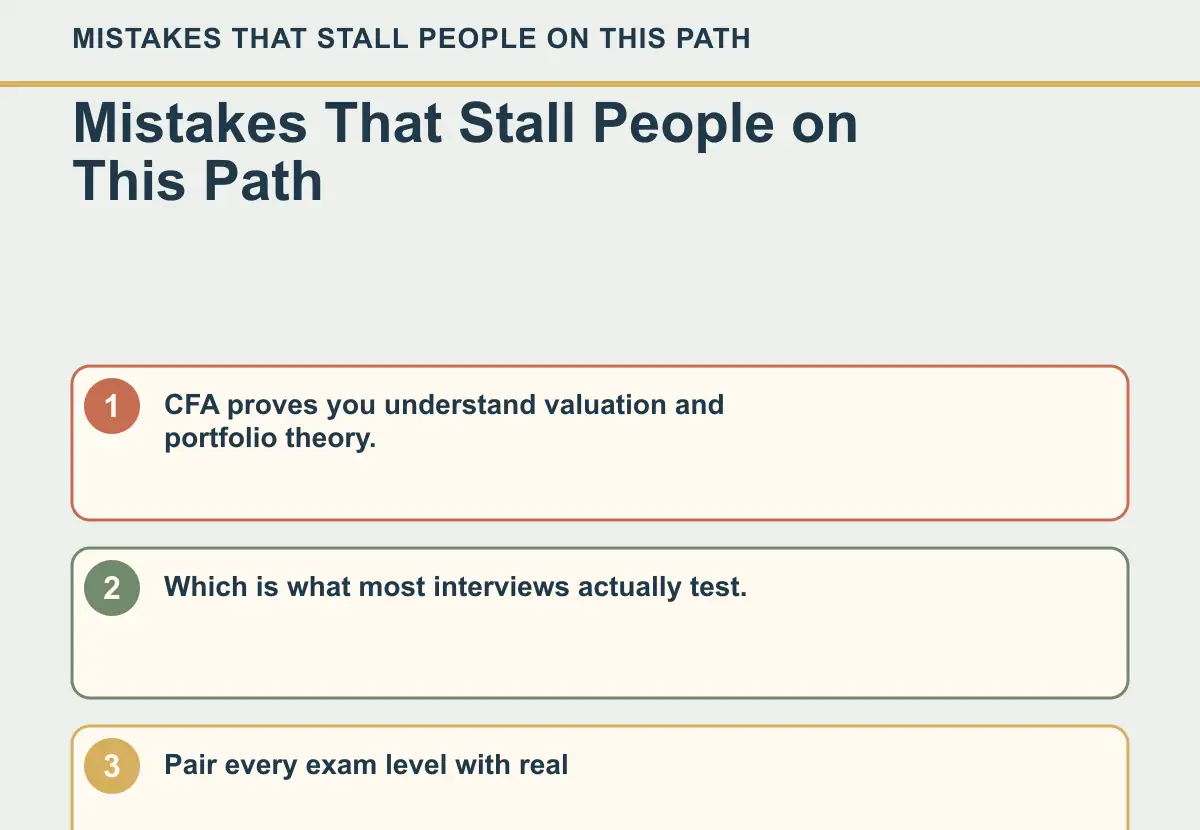 MISTAKES THAT STALL PEOPLE ON THIS PATH
Mistakes That Stall People on
This Path
1 CFA proves you understand valuation and
portfolio theory.
2 Which is what most interviews actually test.
3 Pair every exam level with real